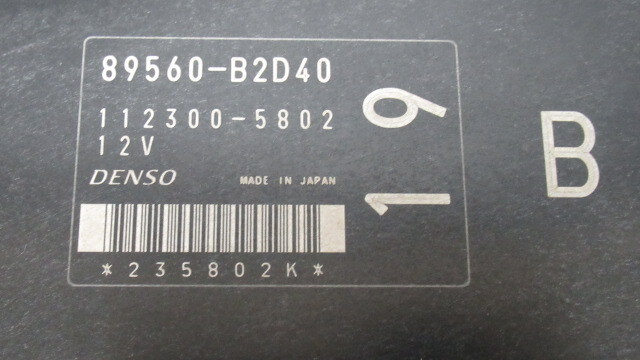 89560-B2D40
112300-5802
12V
DENSO MADE IN JAPAN
*235802K*
19
B